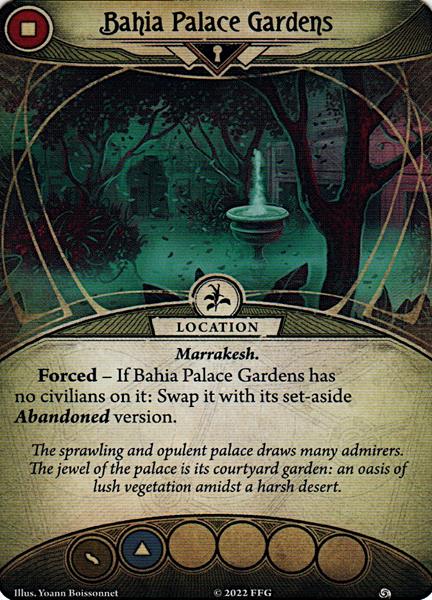 Bahia Palace Gardens
LOCATION
Marrakesh.
Forced – If Bahia Palace Gardens has
no civilians on it: Swap it with its set-aside
Abandoned version.
The sprawling and opulent palace draws many admirers.
The jewel of the palace is its courtyard garden: an oasis of
lush vegetation amidst a harsh desert.
Illus. Yoann Boissonnet
© 2022 FFG